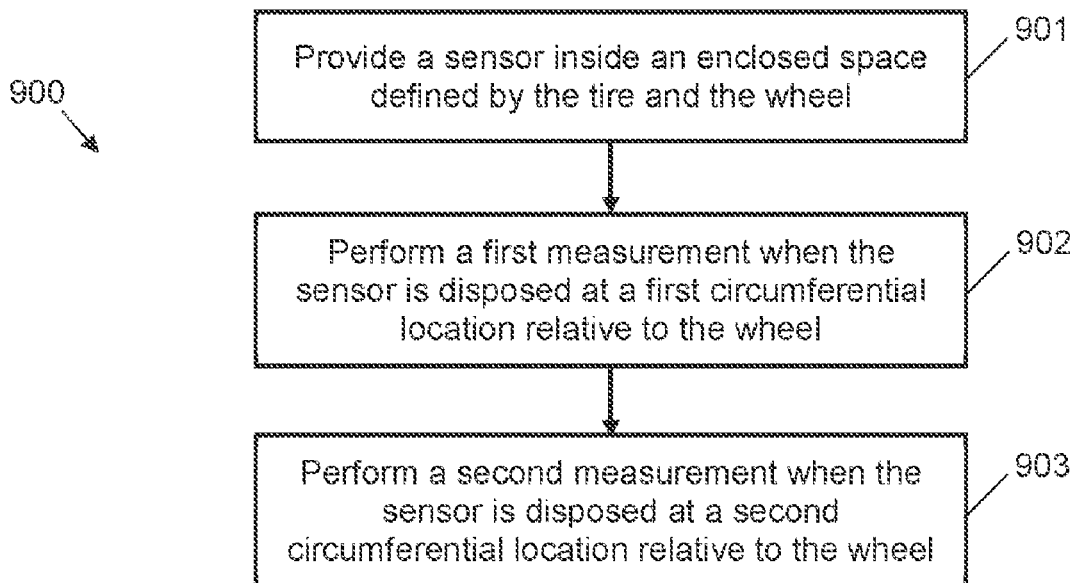 900
Provide a sensor inside an enclosed space
defined by the tire and the wheel
901
Perform a first measurement when the
sensor is disposed at a first circumferential
location relative to the wheel
902
Perform a second measurement when the
sensor is disposed at a second
circumferential location relative to the wheel
903